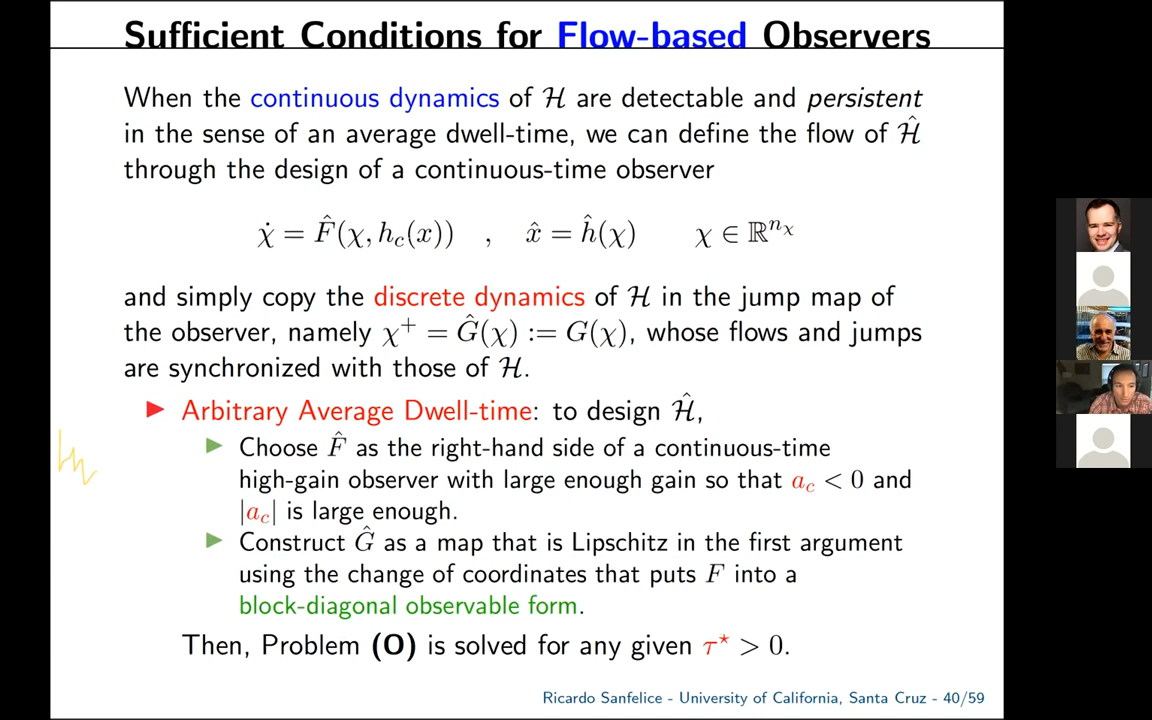 Sufficient Conditions for Flow-based Observers
When the continuous dynamics of ℋ are detectable and persistent
in the sense of an average dwell-time, we can define the flow of ℋ̂
through the design of a continuous-time observer
χ̇ = F̂(χ, h_c(x)) , x̂ = ĥ(χ) χ ∈ ℝ^{n_χ}
and simply copy the discrete dynamics of ℋ in the jump map of
the observer, namely χ⁺ = Ĝ(χ) := G(χ), whose flows and jumps
are synchronized with those of ℋ.
▶ Arbitrary Average Dwell-time: to design ℋ̂,
▶ Choose F̂ as the right-hand side of a continuous-time
high-gain observer with large enough gain so that a_c < 0 and
|a_c| is large enough.
▶ Construct Ĝ as a map that is Lipschitz in the first argument
using the change of coordinates that puts F into a
block-diagonal observable form.
Then, Problem (O) is solved for any given τ* > 0.
Ricardo Sanfelice - University of California, Santa Cruz - 40/59